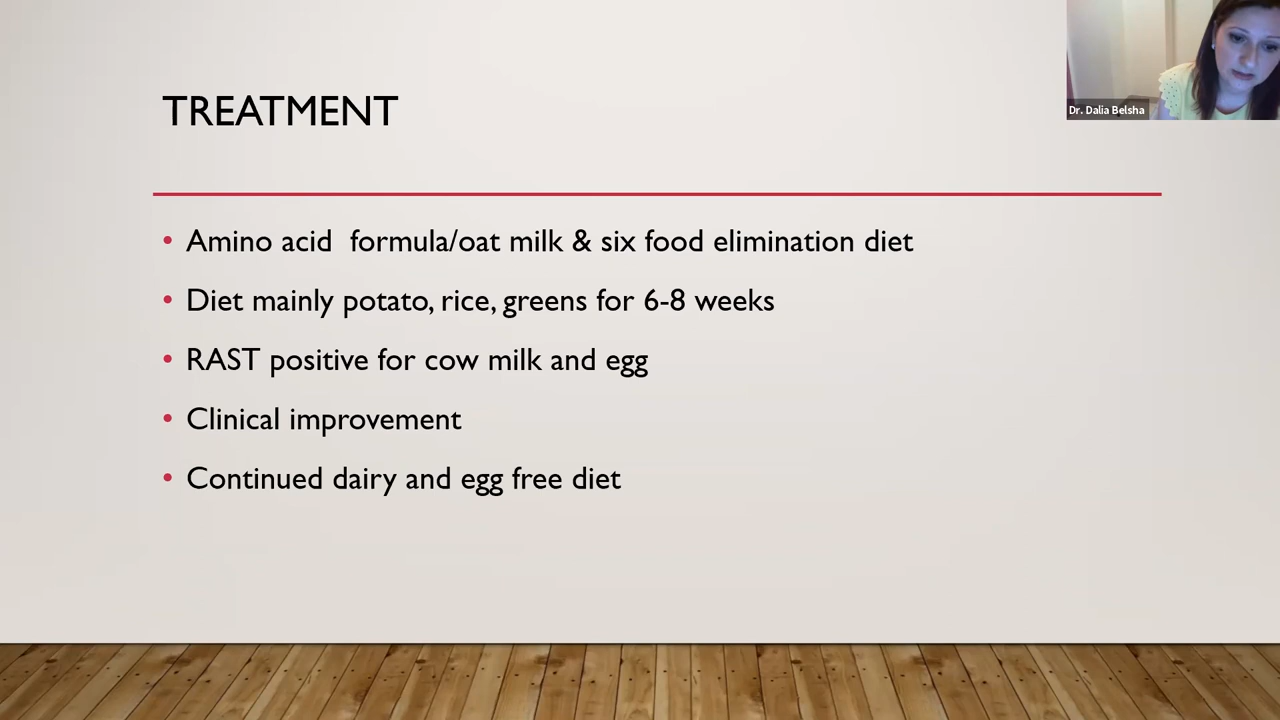 Dr. Dalia Belsha
TREATMENT
• Amino acid  formula/oat milk & six food elimination diet
• Diet mainly potato, rice, greens for 6-8 weeks
• RAST positive for cow milk and egg
• Clinical improvement
• Continued dairy and egg free diet